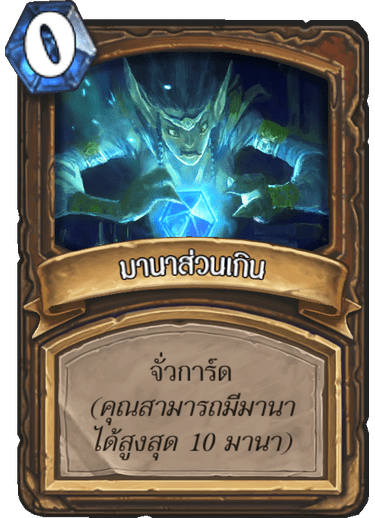 0
มานาส่วนเกิน
จั่วการ์ด
(คุณสามารถมีมานา
ได้สูงสุด 10 มานา)